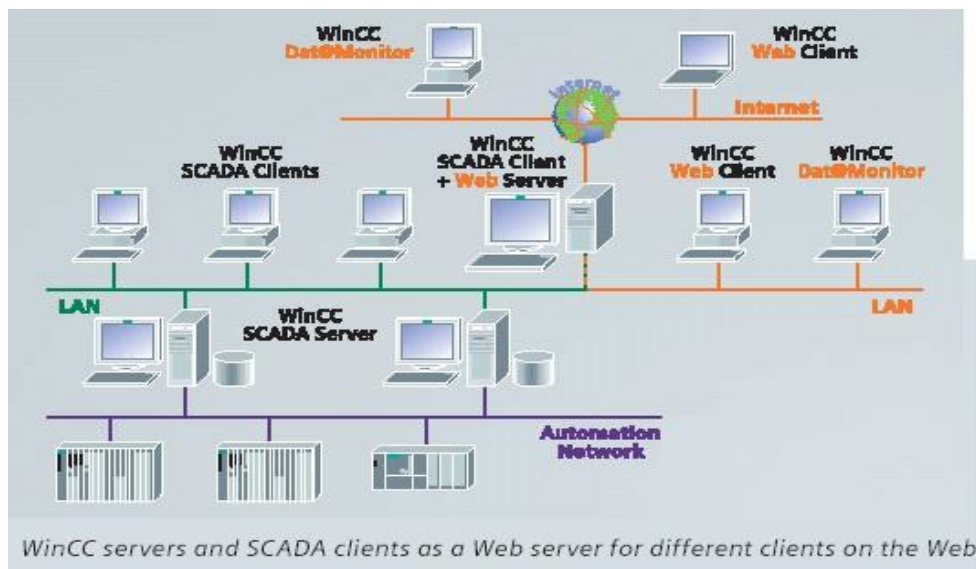 WinCC
Dat@Monitor
WinCC
Web Client
Internet
Internet
WinCC
SCADA Clients
WinCC
SCADA Client
+ Web Server
WinCC
Web Client
WinCC
Dat@Monitor
LAN
LAN
WinCC
SCADA Server
Automation
Network
WinCC servers and SCADA clients as a Web server for different clients on the Web